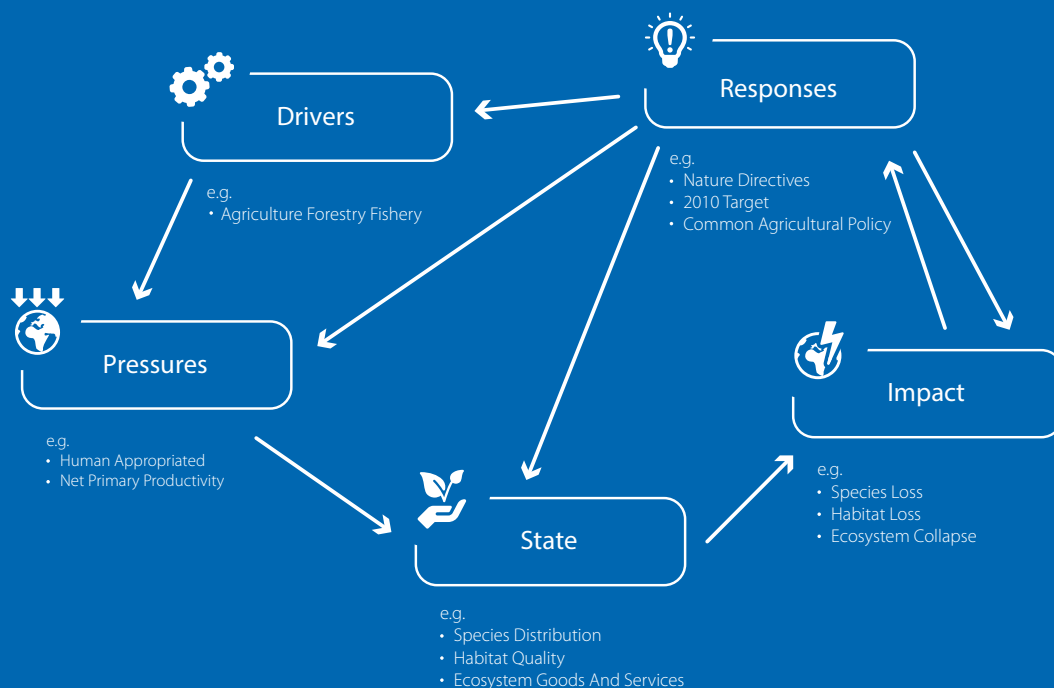 Responses
e.g.
• Nature Directives
• 2010 Target
• Common Agricultural Policy
Drivers
e.g.
• Agriculture Forestry Fishery
Pressures
e.g.
• Human Appropriated
• Net Primary Productivity
Impact
e.g.
• Species Loss
• Habitat Loss
• Ecosystem Collapse
State
e.g.
• Species Distribution
• Habitat Quality
• Ecosystem Goods And Services